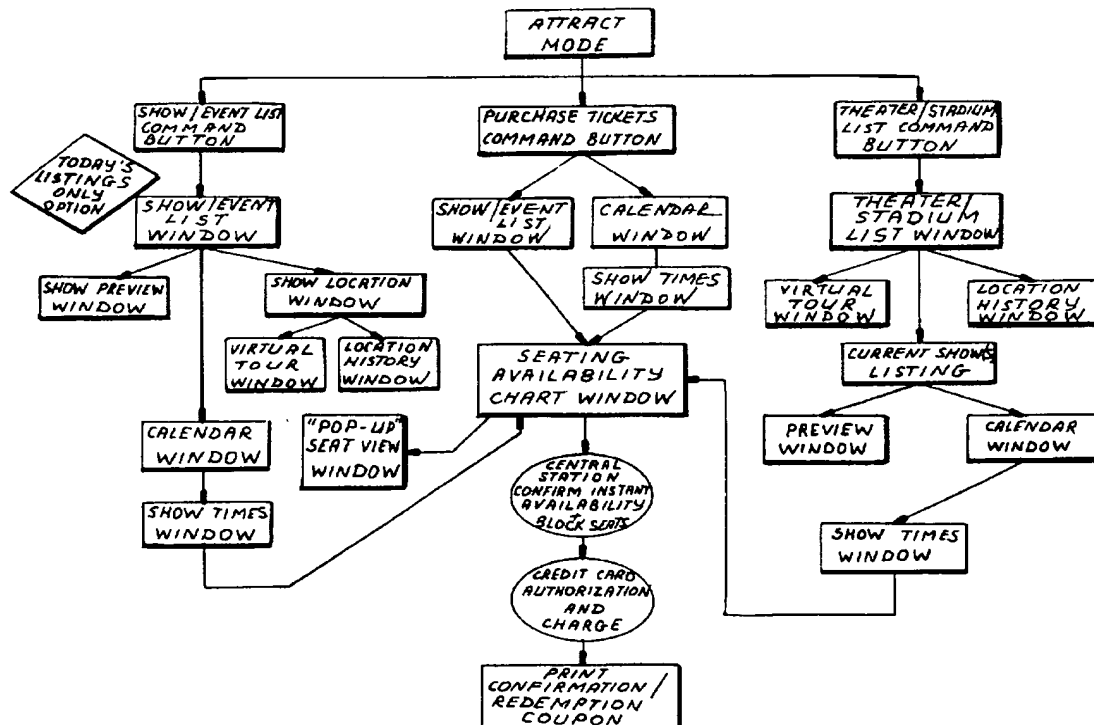 ATTRACT
MODE
SHOW/EVENT LIST
COMMAND
BUTTON
PURCHASE TICKETS
COMMAND BUTTON
THEATER/STADIUM
LIST COMMAND
BUTTON
TODAY'S
LISTINGS
ONLY
OPTION
SHOW/EVENT
LIST
WINDOW
SHOW/EVENT
LIST
WINDOW
CALENDAR
WINDOW
THEATER/
STADIUM
LIST WINDOW
SHOW PREVIEW
WINDOW
SHOW LOCATION
WINDOW
SHOW TIMES
WINDOW
VIRTUAL
TOUR
WINDOW
LOCATION
HISTORY
WINDOW
VIRTUAL
TOUR
WINDOW
LOCATION
HISTORY
WINDOW
SEATING
AVAILABILITY
CHART WINDOW
CURRENT SHOW(S)
LISTING
CALENDAR
WINDOW
"POP-UP"
SEAT VIEW
WINDOW
PREVIEW
WINDOW
CALENDAR
WINDOW
CENTRAL
STATION
CONFIRM INSTANT
AVAILABILITY
+
BLOCK SEATS
SHOW TIMES
WINDOW
SHOW TIMES
WINDOW
CREDIT CARD
AUTHORIZATION
AND
CHARGE
PRINT
CONFIRMATION/
REDEMPTION
COUPON